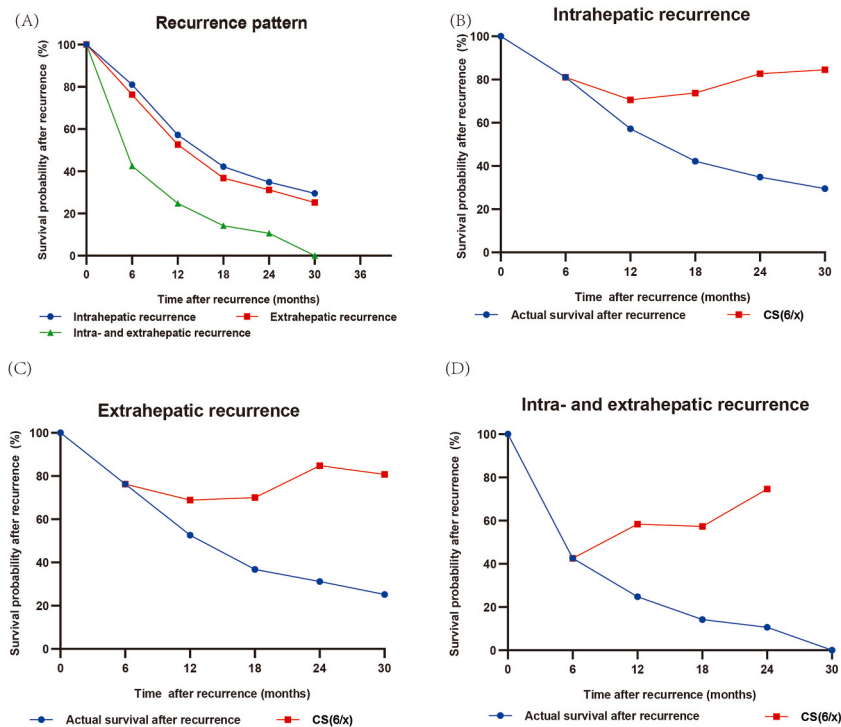 (A)
Recurrence pattern
Survival probability after recurrence (%)
100
80
60
40
20
0
0 6 12 18 24 30 36
Time after recurrence (months)
Intrahepatic recurrence Extrahepatic recurrence
Intra- and extrahepatic recurrence
(B)
Intrahepatic recurrence
Survival probability after recurrence (%)
100
80
60
40
20
0
0 6 12 18 24 30
Time after recurrence (months)
Actual survival after recurrence CS(6/x)
(C)
Extrahepatic recurrence
Survival probability after recurrence (%)
100
80
60
40
20
0
0 6 12 18 24 30
Time after recurrence (months)
Actual survival after recurrence CS(6/x)
(D)
Intra- and extrahepatic recurrence
Survival probability after recurrence (%)
100
80
60
40
20
0
0 6 12 18 24 30
Time after recurrence (months)
Actual survival after recurrence CS(6/x)